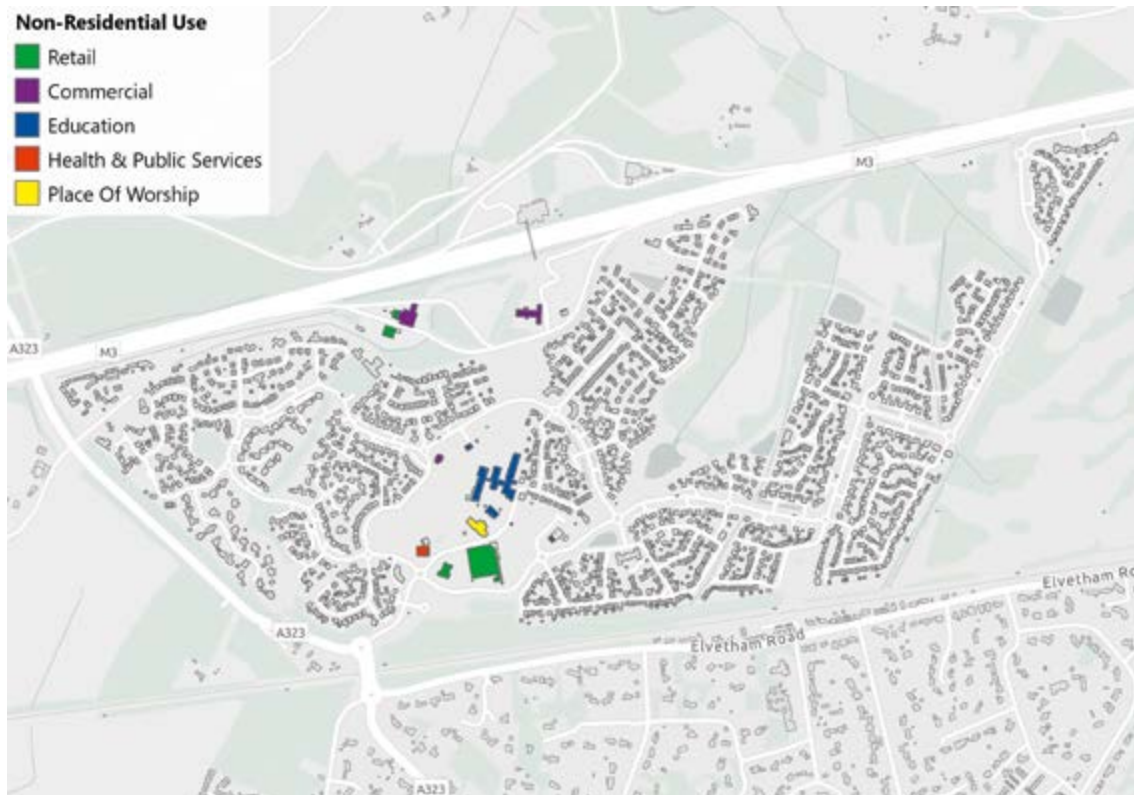 Non-Residential Use
Retail
Commercial
Education
Health & Public Services
Place Of Worship
M3
A323
M3
A323
Elvetham Ro
Elvetham Road
A323